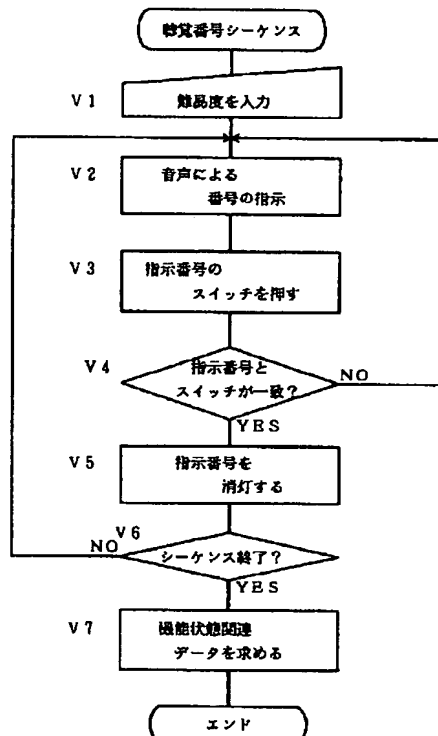 聴覚番号シーケンス
V1
難易度を入力
V2
音声による
番号の指示
V3
指示番号の
スイッチを押す
V4
指示番号と
スイッチが一致?
NO
YES
V5
指示番号を
消灯する
V6
NO
シーケンス終了?
YES
V7
機能状態関連
データを求める
エンド